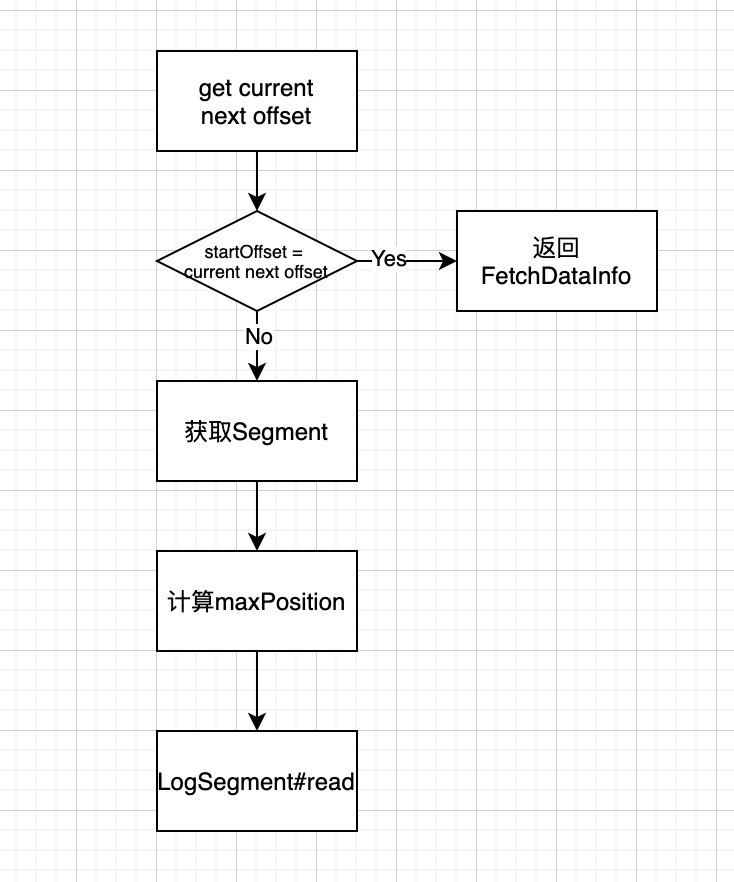 get current
next offset
startOffset =
current next offset
Yes
返回
FetchDataInfo
No
获取Segment
计算maxPosition
LogSegment#read